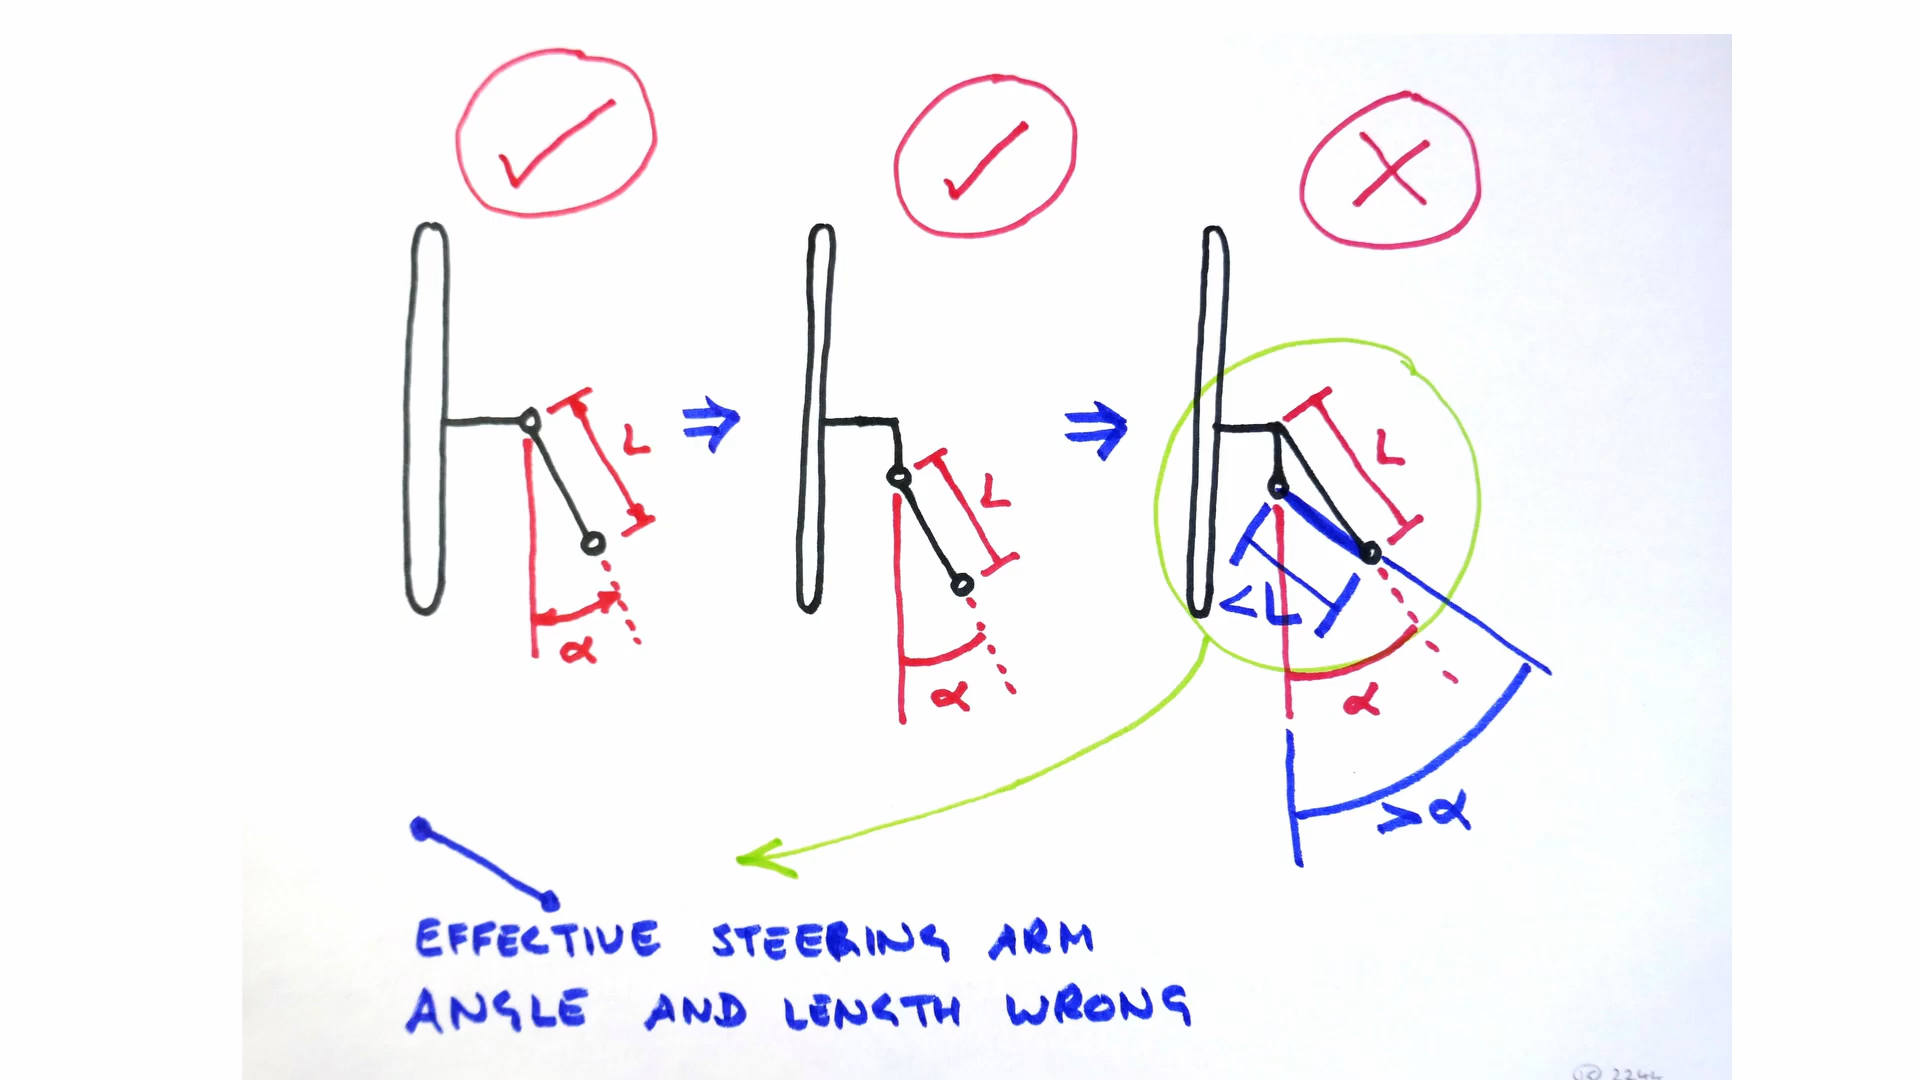 L
L
L
<L
α
α
α
>α
EFFECTIVE STEERING ARM
ANGLE AND LENGTH WRONG